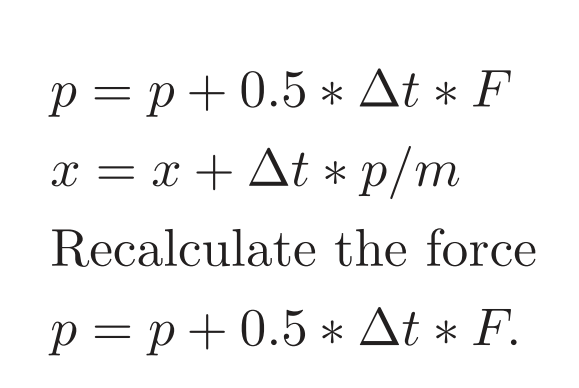 p = p + 0.5 ∗ Δt ∗ F
x = x + Δt ∗ p/m
Recalculate the force
p = p + 0.5 ∗ Δt ∗ F.